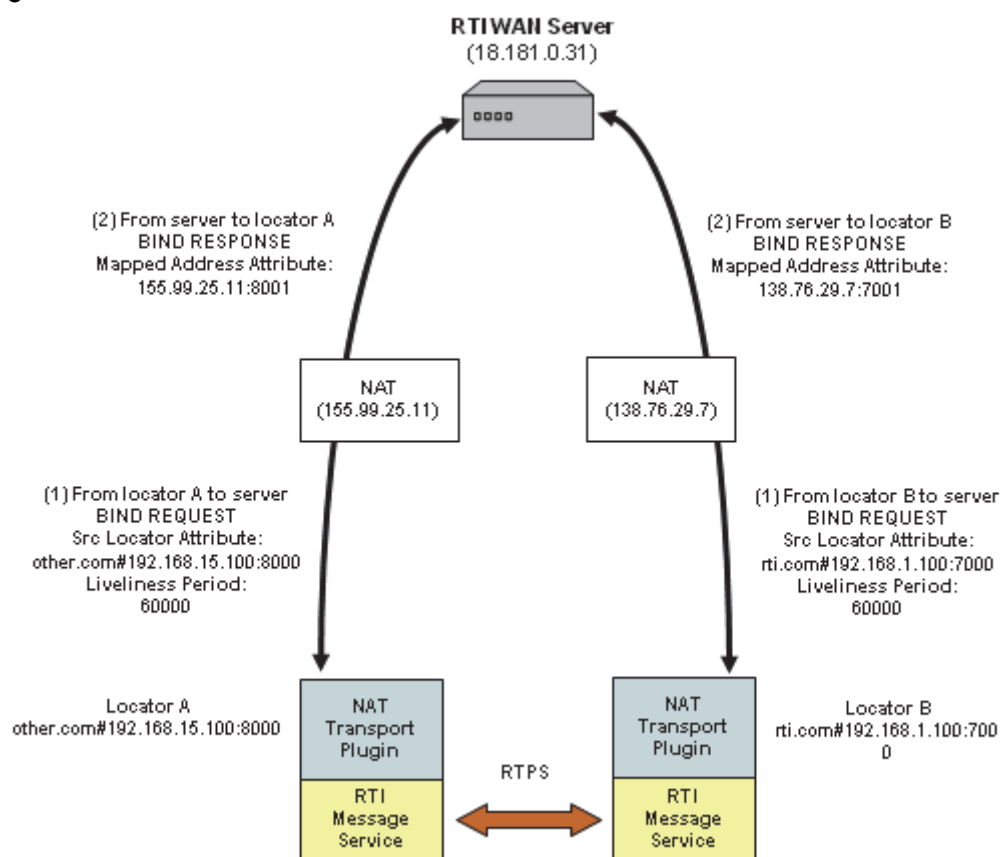 RTI WAN Server
(18.181.0.31)
(2) From server to locator A
BIND RESPONSE
Mapped Address Attribute:
155.99.25.11:8001
(2) From server to locator B
BIND RESPONSE
Mapped Address Attribute:
138.76.29.7:7001
NAT
(155.99.25.11)
NAT
(138.76.29.7)
(1) From locator A to server
BIND REQUEST
Src Locator Attribute:
other.com#192.168.15.100:8000
Liveliness Period:
60000
(1) From locator B to server
BIND REQUEST
Src Locator Attribute:
rti.com#192.168.1.100:7000
Liveliness Period:
60000
Locator A
other.com#192.168.15.100:8000
NAT
Transport
Plugin
RTI
Message
Service
RTPS
NAT
Transport
Plugin
RTI
Message
Service
Locator B
rti.com#192.168.1.100:700
0